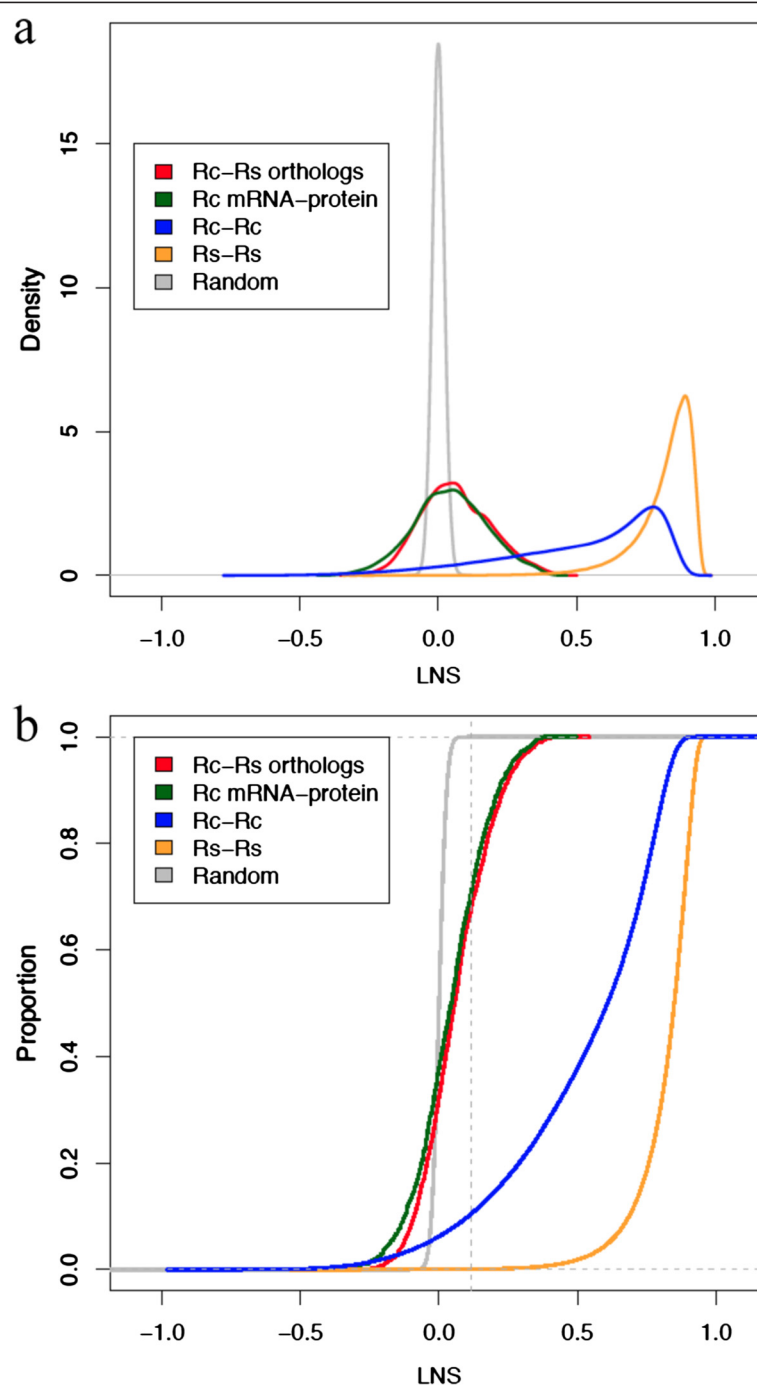 a
15
10
5
0
Density
Rc–Rs orthologs
Rc mRNA–protein
Rc–Rc
Rs–Rs
Random
−1.0 −0.5 0.0 0.5 1.0
LNS
b
1.0
0.8
0.6
0.4
0.2
0.0
Proportion
Rc–Rs orthologs
Rc mRNA–protein
Rc–Rc
Rs–Rs
Random
−1.0 −0.5 0.0 0.5 1.0
LNS